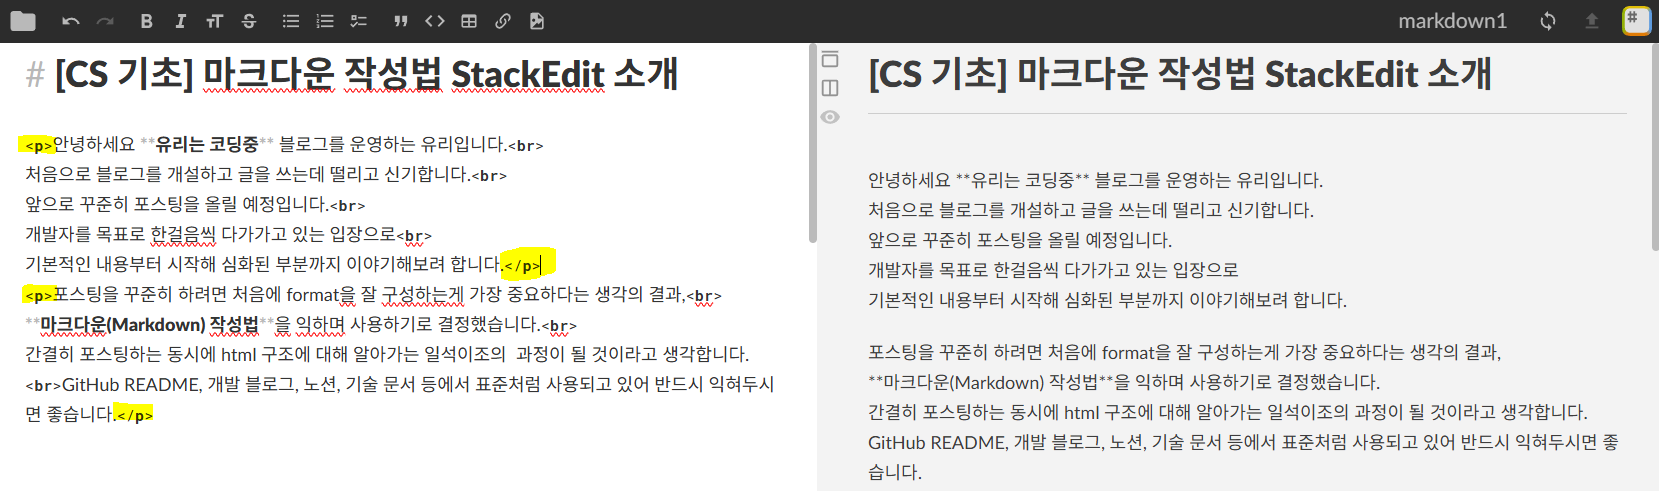 markdown1
# [CS 기초] 마크다운 작성법 StackEdit 소개
<p>안녕하세요 **유리는 코딩중** 블로그를 운영하는 유리입니다.<br>
처음으로 블로그를 개설하고 글을 쓰는데 떨리고 신기합니다.<br>
앞으로 꾸준히 포스팅을 올릴 예정입니다.<br>
개발자를 목표로 한걸음씩 다가가고 있는 입장으로<br>
기본적인 내용부터 시작해 심화된 부분까지 이야기해보려 합니다.</p>
<p>포스팅을 꾸준히 하려면 처음에 format을 잘 구성하는게 가장 중요하다는 생각의 결과,<br>
**마크다운(Markdown) 작성법**을 익하며 사용하기로 결정했습니다.<br>
간결히 포스팅하는 동시에 html 구조에 대해 알아가는 일석이조의  과정이 될 것이라고 생각합니다.
<br>GitHub README, 개발 블로그, 노션, 기술 문서 등에서 표준처럼 사용되고 있어 반드시 익혀두시
면 좋습니다.</p>
[CS 기초] 마크다운 작성법 StackEdit 소개
안녕하세요 **유리는 코딩중** 블로그를 운영하는 유리입니다.
처음으로 블로그를 개설하고 글을 쓰는데 떨리고 신기합니다.
앞으로 꾸준히 포스팅을 올릴 예정입니다.
개발자를 목표로 한걸음씩 다가가고 있는 입장으로
기본적인 내용부터 시작해 심화된 부분까지 이야기해보려 합니다.
포스팅을 꾸준히 하려면 처음에 format을 잘 구성하는게 가장 중요하다는 생각의 결과,
**마크다운(Markdown) 작성법**을 익하며 사용하기로 결정했습니다.
간결히 포스팅하는 동시에 html 구조에 대해 알아가는 일석이조의 과정이 될 것이라고 생각합니다.
GitHub README, 개발 블로그, 노션, 기술 문서 등에서 표준처럼 사용되고 있어 반드시 익혀두시면 좋
습니다.